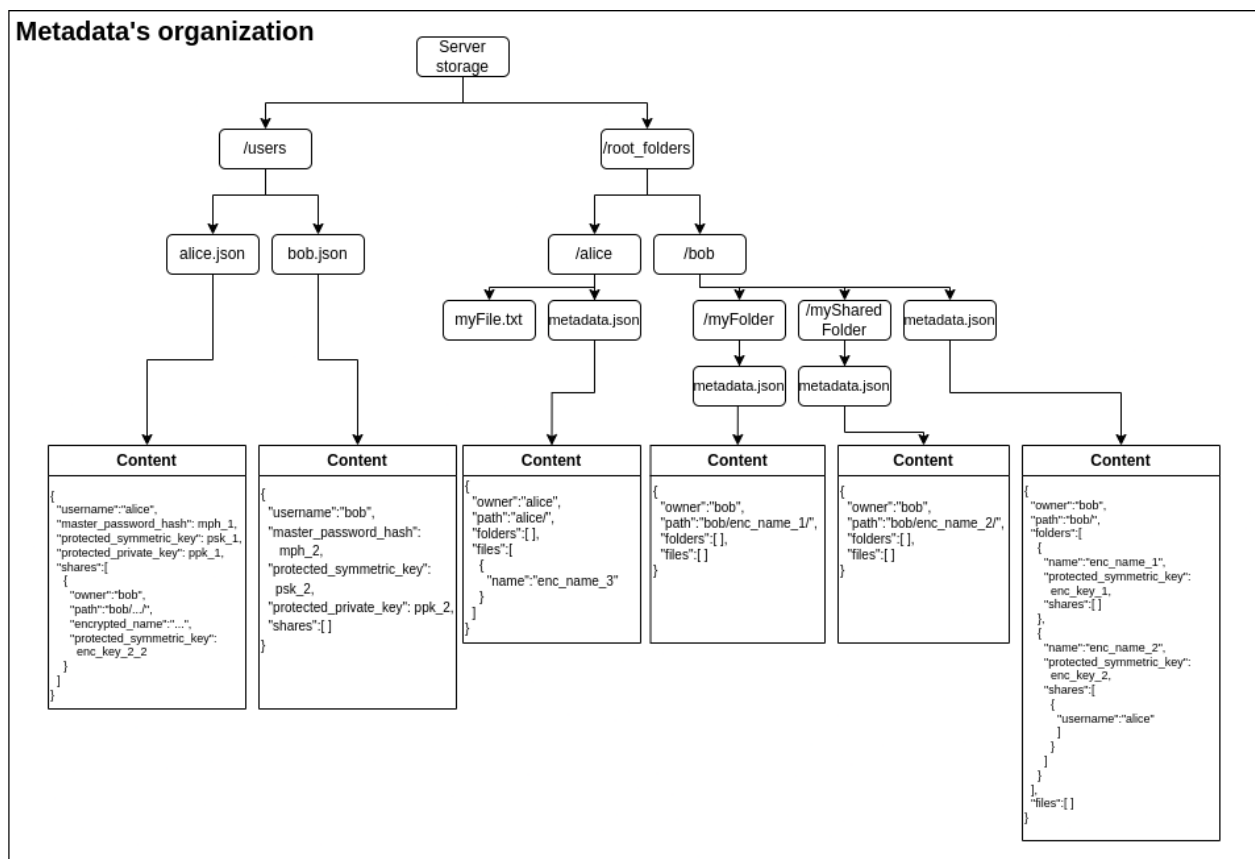 Metadata's organization
Server
storage
/users
/root_folders
alice.json
bob.json
/alice
/bob
myFile.txt
metadata.json
/myFolder
/myShared
Folder
metadata.json
metadata.json
metadata.json
Content
{
"username":"alice",
"master_password_hash": mph_1,
"protected_symmetric_key": psk_1,
"protected_private_key": ppk_1,
"shares":[
{
"owner":"bob",
"path":"bob/.../",
"encrypted_name":"...",
"protected_symmetric_key":
enc_key_2_2
}
]
}
Content
{
"username":"bob",
"master_password_hash":
mph_2,
"protected_symmetric_key":
psk_2,
"protected_private_key": ppk_2,
"shares":[ ]
}
Content
{
"owner":"alice",
"path":"alice/",
"folders":[ ],
"files":[
{
"name":"enc_name_3"
}
]
}
Content
{
"owner":"bob",
"path":"bob/enc_name_1/",
"folders":[ ],
"files":[ ]
}
Content
{
"owner":"bob",
"path":"bob/enc_name_2/",
"folders":[ ],
"files":[ ]
}
Content
{
"owner":"bob",
"path":"bob/",
"folders":[
{
"name":"enc_name_1",
"protected_symmetric_key":
enc_key_1,
"shares":[ ]
},
{
"name":"enc_name_2",
"protected_symmetric_key":
enc_key_2,
"shares":[
{
"username":"alice"
]
}
]
}
],
"files":[ ]
}